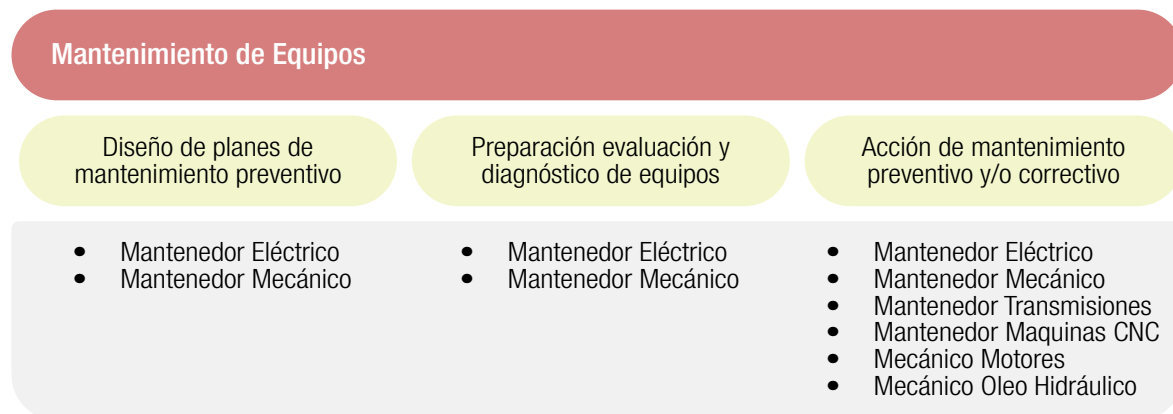 Mantenimiento de Equipos
Diseño de planes de
mantenimiento preventivo
Preparación evaluación y
diagnóstico de equipos
Acción de mantenimiento
preventivo y/o correctivo
• Mantenedor Eléctrico
• Mantenedor Mecánico
• Mantenedor Eléctrico
• Mantenedor Mecánico
• Mantenedor Eléctrico
• Mantenedor Mecánico
• Mantenedor Transmisiones
• Mantenedor Maquinas CNC
• Mecánico Motores
• Mecánico Oleo Hidráulico